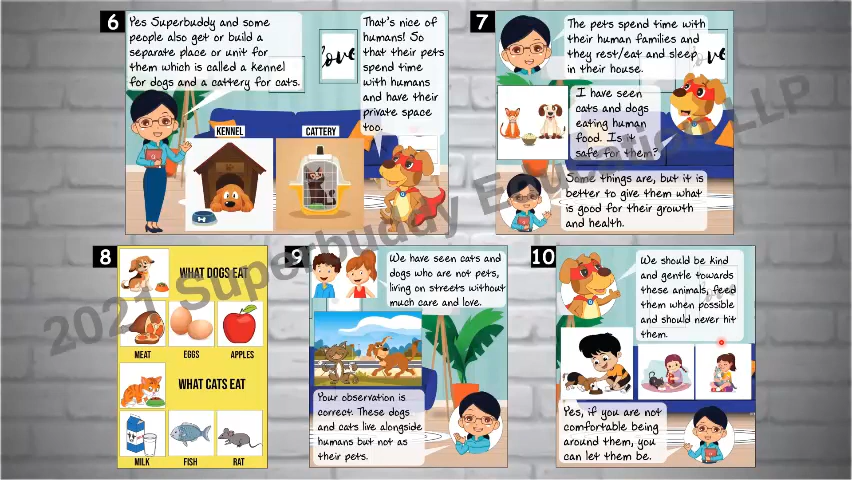 6
Yes Superbuddy and some
people also get or build a
separate place or unit for
them which is called a kennel
for dogs and a cattery for cats.
love
That's nice of
humans! So
that their pets
spend time
with humans
and have their
private space
too.
KENNEL
CATTERY
7
The pets spend time with
their human families and
they rest/eat and sleep
in their house.
love
I have seen
cats and dogs
eating human
food. Is it
safe for them?
Some things are, but it is
better to give them what
is good for their growth
and health.
8
WHAT DOGS EAT
MEAT
EGGS
APPLES
WHAT CATS EAT
MILK
FISH
RAT
9
We have seen cats and
dogs who are not pets,
living on streets without
much care and love.
Your observation is
correct. These dogs
and cats live alongside
humans but not as
their pets.
10
We should be kind
and gentle towards
these animals, feed
them when possible
and should never hit
them.
Yes, if you are not
comfortable being
around them, you
can let them be.
2021 Superbuddy Education LLP